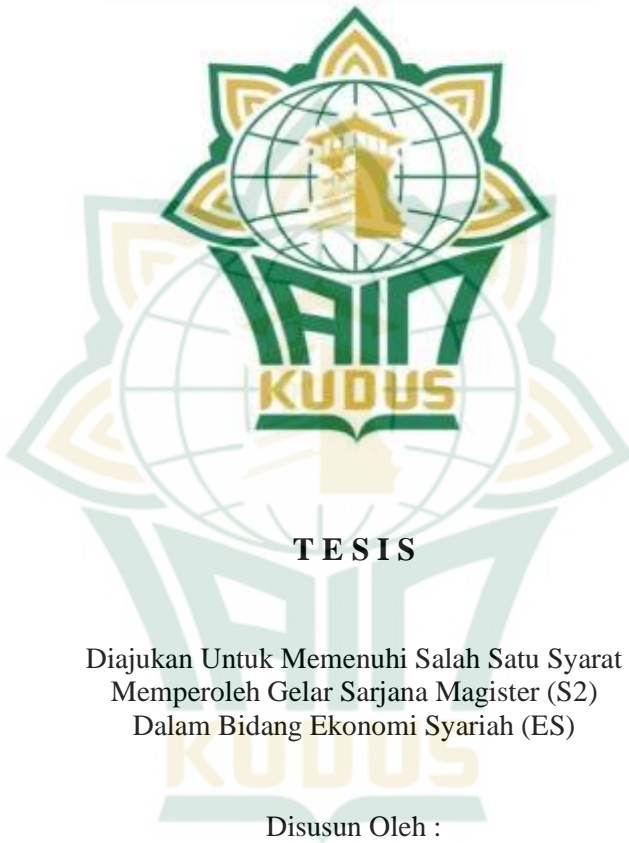 IAIN
KUDUS
T E S I S
Diajukan Untuk Memenuhi Salah Satu Syarat
Memperoleh Gelar Sarjana Magister (S2)
Dalam Bidang Ekonomi Syariah (ES)
Disusun Oleh :